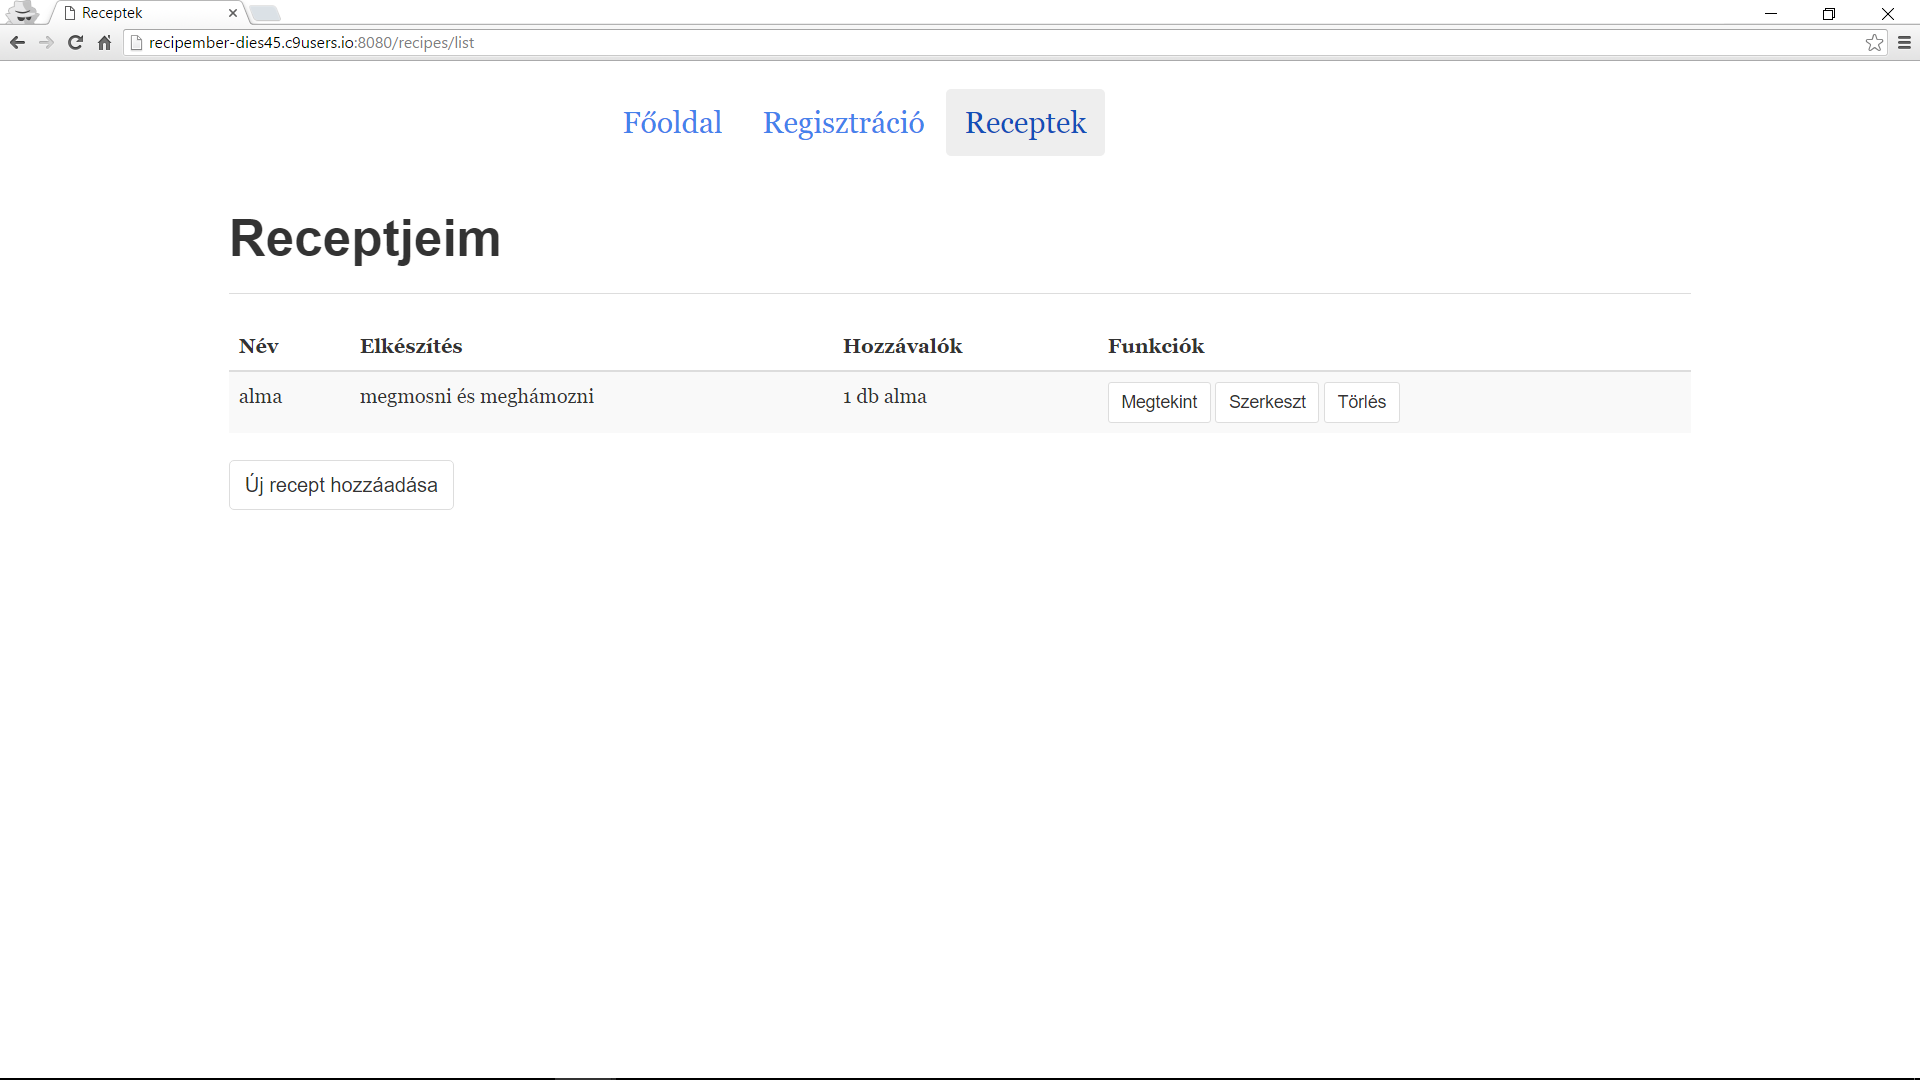 Receptek
recipember-dies45.c9users.io:8080/recipes/list
Főoldal Regisztráció Receptek
Receptjeim
Név Elkészítés Hozzávalók Funkciók
alma megmosni és meghámozni 1 db alma Megtekint Szerkeszt Törlés
Új recept hozzáadása